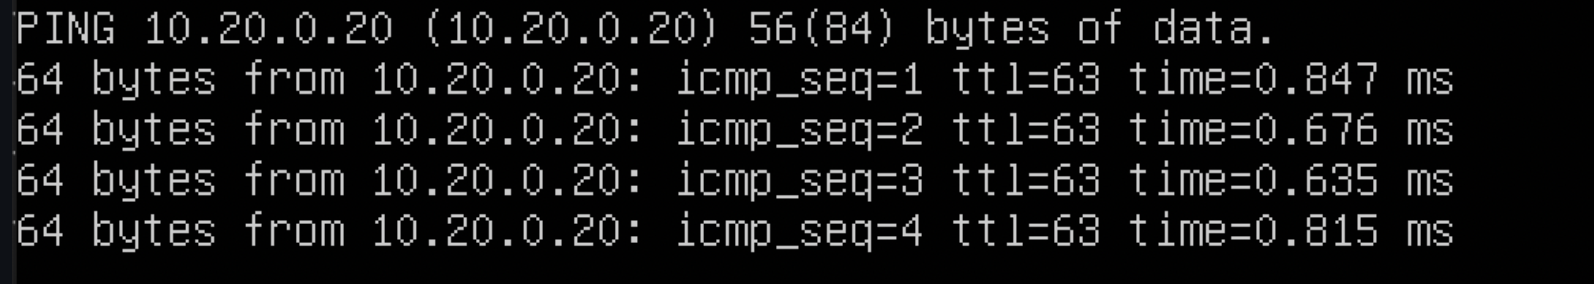 PING 10.20.0.20 (10.20.0.20) 56(84) bytes of data.
64 bytes from 10.20.0.20: icmp_seq=1 ttl=63 time=0.847 ms
64 bytes from 10.20.0.20: icmp_seq=2 ttl=63 time=0.676 ms
64 bytes from 10.20.0.20: icmp_seq=3 ttl=63 time=0.635 ms
64 bytes from 10.20.0.20: icmp_seq=4 ttl=63 time=0.815 ms